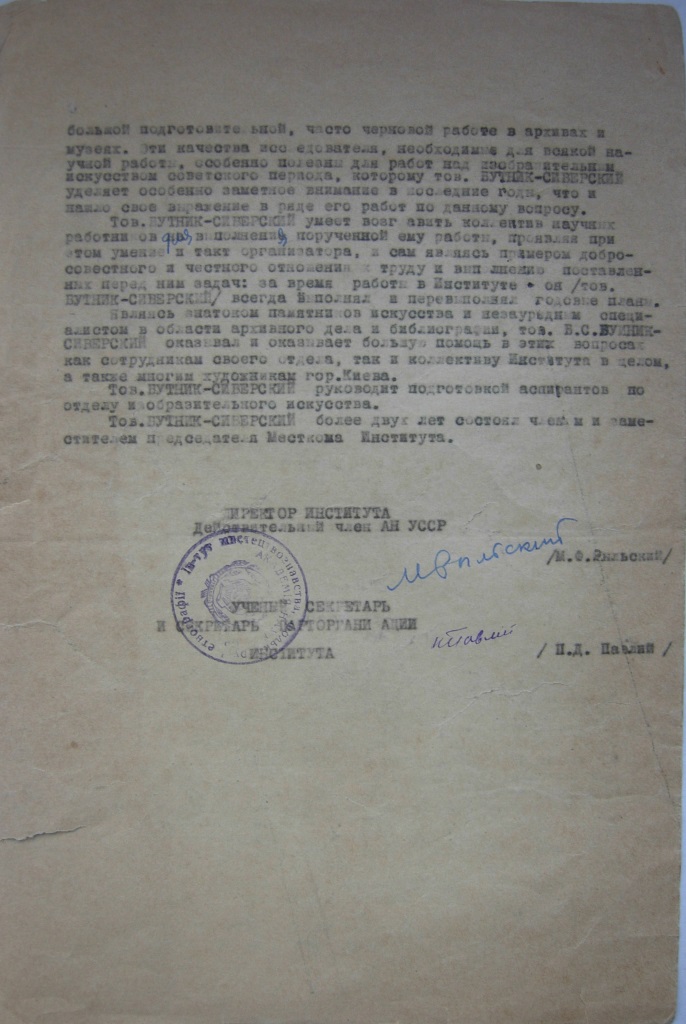 большой подготовительной, часто черновой работе в архивах и
музеях. Эти качества исследователя, необходимые для всякой на-
учной работы, особенно полезны для работ над изобразительным
искусством советского периода, которому тов. БУТНИК-СИВЕРСКИЙ
уделяет особенно заметное внимание в последние годы, что и
нашло свое выражение в ряде его работ по данному вопросу.
Тов.БУТНИК-СИВЕРСКИЙ умеет возглавить коллектив научных
работников для выполнения порученной ему работы, проявляя при
этом умение и такт организатора, и сам являясь примером добро-
совестного и честного отношения к труду и выполнению поставлен-
ных перед ним задач: за время работы в Институте он /тов.
БУТНИК-СИВЕРСКИЙ/ всегда выполнял и перевыполнял годовые планы.
Являясь знатоком памятников искусства и незаурядным специ-
алистом в области архивного дела и библиографии, тов. Б.С.БУТНИК-
СИВЕРСКИЙ оказывал и оказывает большую помощь в этих вопросах
как сотрудникам своего отдела, так и коллективу Института в целом,
а также многим художникам гор.Киева.
Тов.БУТНИК-СИВЕРСКИЙ руководит подготовкой аспирантов по
отделу изобразительного искусства.
Тов.БУТНИК-СИВЕРСКИЙ более двух лет состоял членом и заме-
стителем председателя Месткома Института.
ДИРЕКТОР ИНСТИТУТА
Действительный член АН УССР
МРыльский
/М.Ф.Рыльский/
УЧЕНЫЙ СЕКРЕТАРЬ
И СЕКРЕТАРЬ ПАРТОРГАНИЗАЦИИ
ИНСТИТУТА
Павлий
/ П.Д. Павлий /
Ін-тут мистецтвознавства, фольклору етнографії